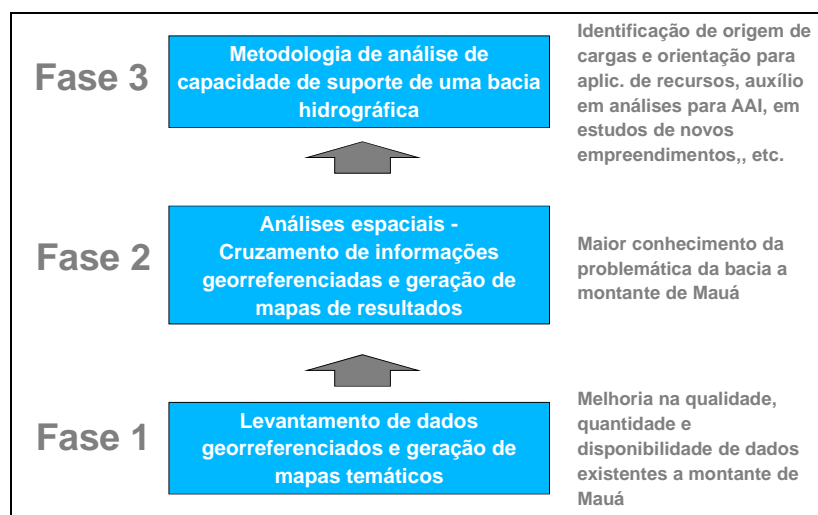 Fase 3
Metodologia de análise de
capacidade de suporte de uma bacia
hidrográfica
Identificação de origem de
cargas e orientação para
aplic. de recursos, auxílio
em análises para AAI, em
estudos de novos
empreendimentos,, etc.
Fase 2
Análises espaciais -
Cruzamento de informações
georreferenciadas e geração de
mapas de resultados
Maior conhecimento da
problemática da bacia a
montante de Mauá
Fase 1
Levantamento de dados
georreferenciados e geração de
mapas temáticos
Melhoria na qualidade,
quantidade e
disponibilidade de dados
existentes a montante de
Mauá